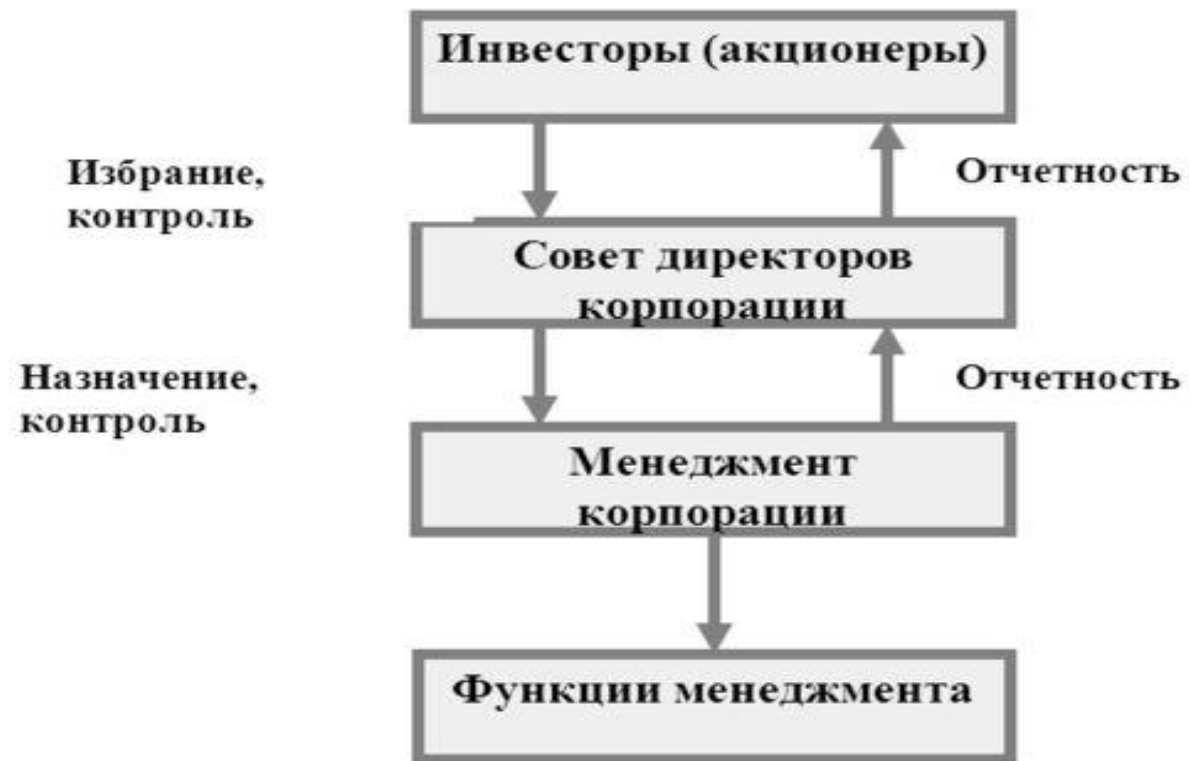 Инвесторы (акционеры)
Избрание,
контроль
Отчетность
Совет директоров
корпорации
Назначение,
контроль
Отчетность
Менеджмент
корпорации
Функции менеджмента